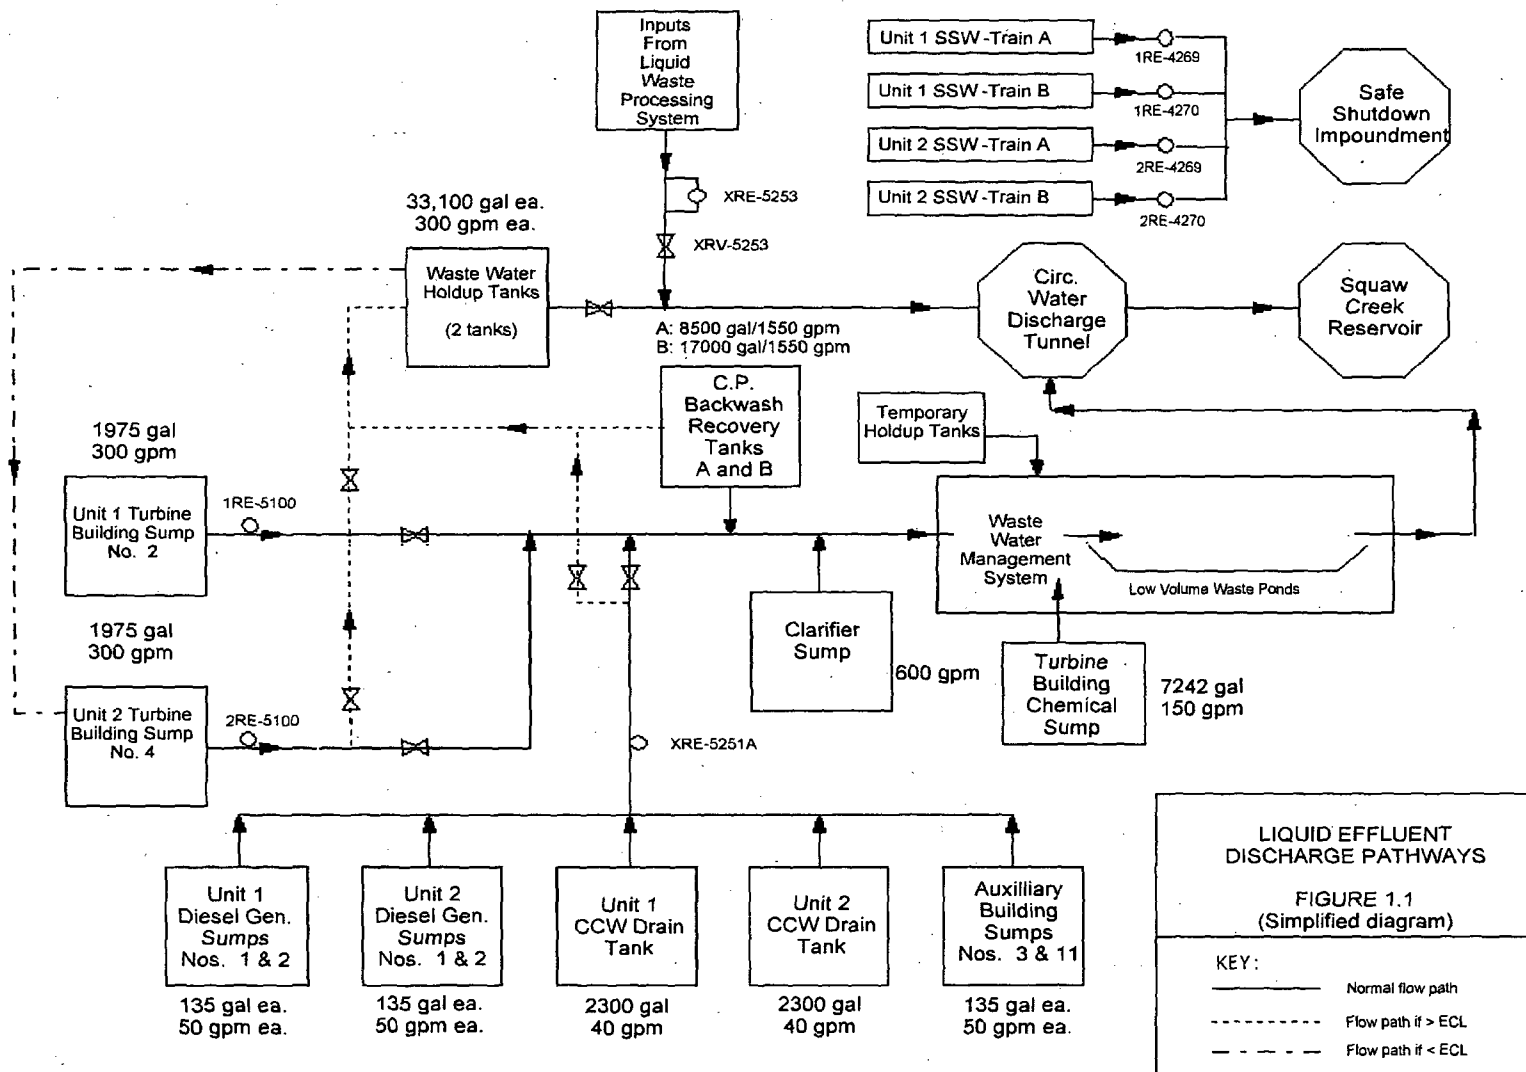 Inputs
From
Liquid
Waste
Processing
System
Unit 1 SSW -Train A
1RE-4269
Unit 1 SSW -Train B
1RE-4270
Unit 2 SSW -Train A
2RE-4269
Unit 2 SSW -Train B
2RE-4270
Safe
Shutdown
Impoundment
XRE-5253
XRV-5253
33,100 gal ea.
300 gpm ea.
Waste Water
Holdup Tanks
(2 tanks)
A: 8500 gal/1550 gpm
B: 17000 gal/1550 gpm
Circ.
Water
Discharge
Tunnel
Squaw
Creek
Reservoir
C.P.
Backwash
Recovery
Tanks
A and B
Temporary
Holdup Tanks
1975 gal
300 gpm
Unit 1 Turbine
Building Sump
No. 2
1RE-5100
Waste
Water
Management
System
Low Volume Waste Ponds
1975 gal
300 gpm
Unit 2 Turbine
Building Sump
No. 4
2RE-5100
Clarifier
Sump
600 gpm
Turbine
Building
Chemical
Sump
7242 gal
150 gpm
XRE-5251A
Unit 1
Diesel Gen.
Sumps
Nos. 1 & 2
135 gal ea.
50 gpm ea.
Unit 2
Diesel Gen.
Sumps
Nos. 1 & 2
135 gal ea.
50 gpm ea.
Unit 1
CCW Drain
Tank
2300 gal
40 gpm
Unit 2
CCW Drain
Tank
2300 gal
40 gpm
Auxilliary
Building
Sumps
Nos. 3 & 11
135 gal ea.
50 gpm ea.
LIQUID EFFLUENT
DISCHARGE PATHWAYS
FIGURE 1.1
(Simplified diagram)
KEY:
Normal flow path
Flow path if > ECL
Flow path if < ECL